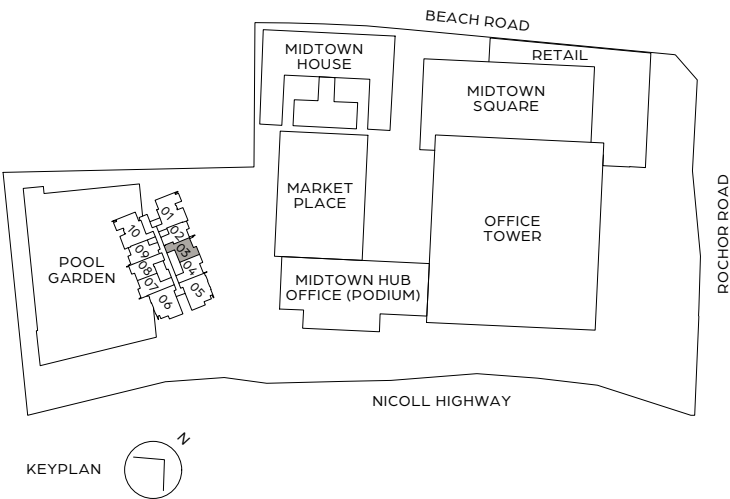 BEACH ROAD
MIDTOWN
HOUSE
RETAIL
MIDTOWN
SQUARE
MARKET
PLACE
OFFICE
TOWER
ROCHOR ROAD
POOL
GARDEN
01
02
03
04
05
10
09
08
07
06
MIDTOWN HUB
OFFICE (PODIUM)
NICOLL HIGHWAY
N
KEYPLAN